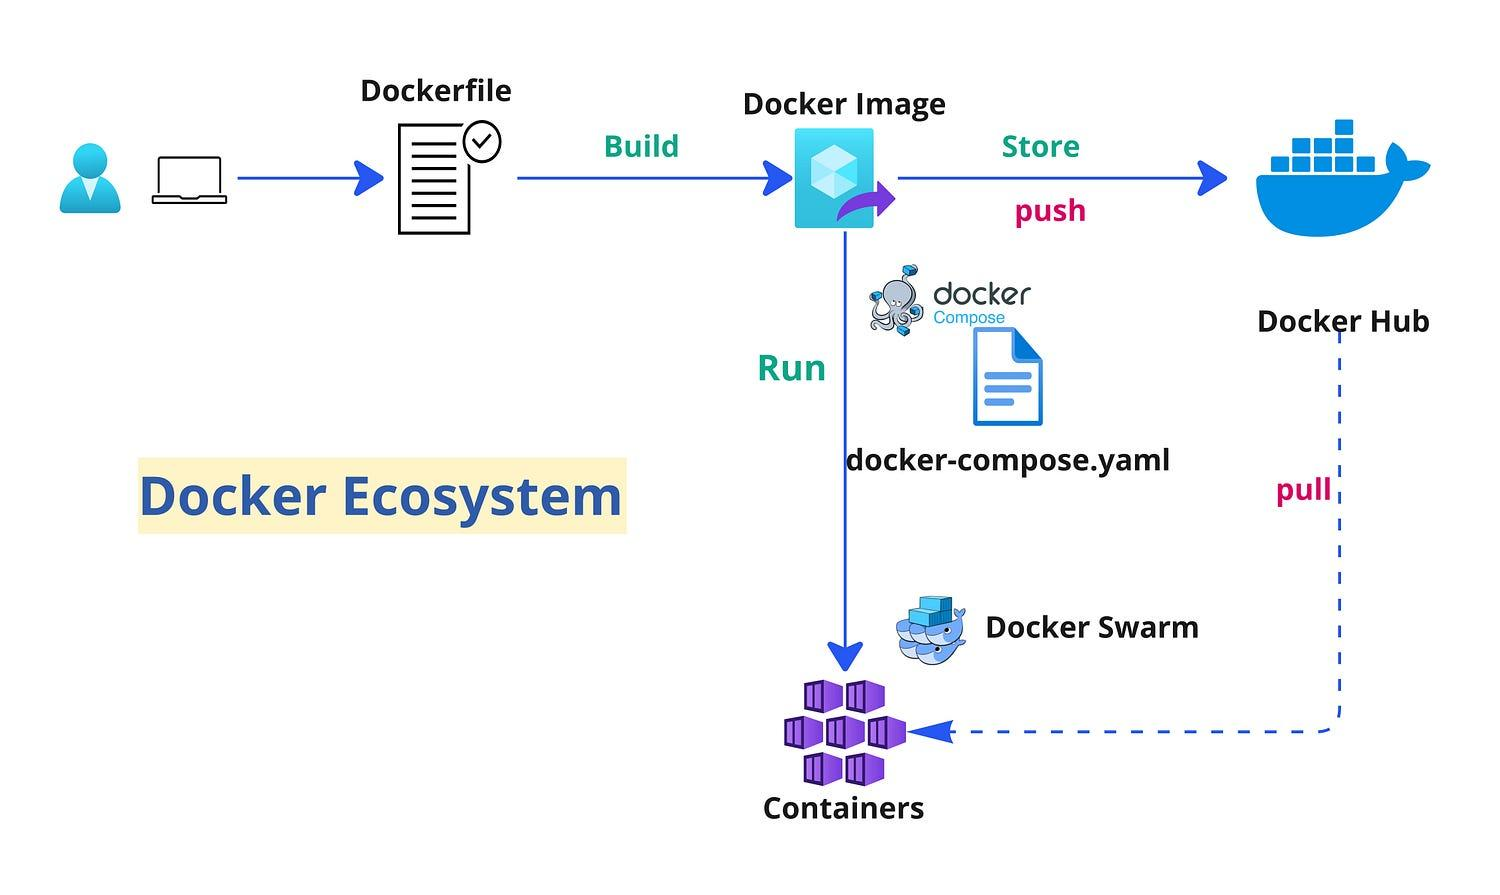 Dockerfile
Docker Image
Build
Store
push
docker
Compose
Docker Hub
Run
docker-compose.yaml
pull
Docker Ecosystem
Docker Swarm
Containers